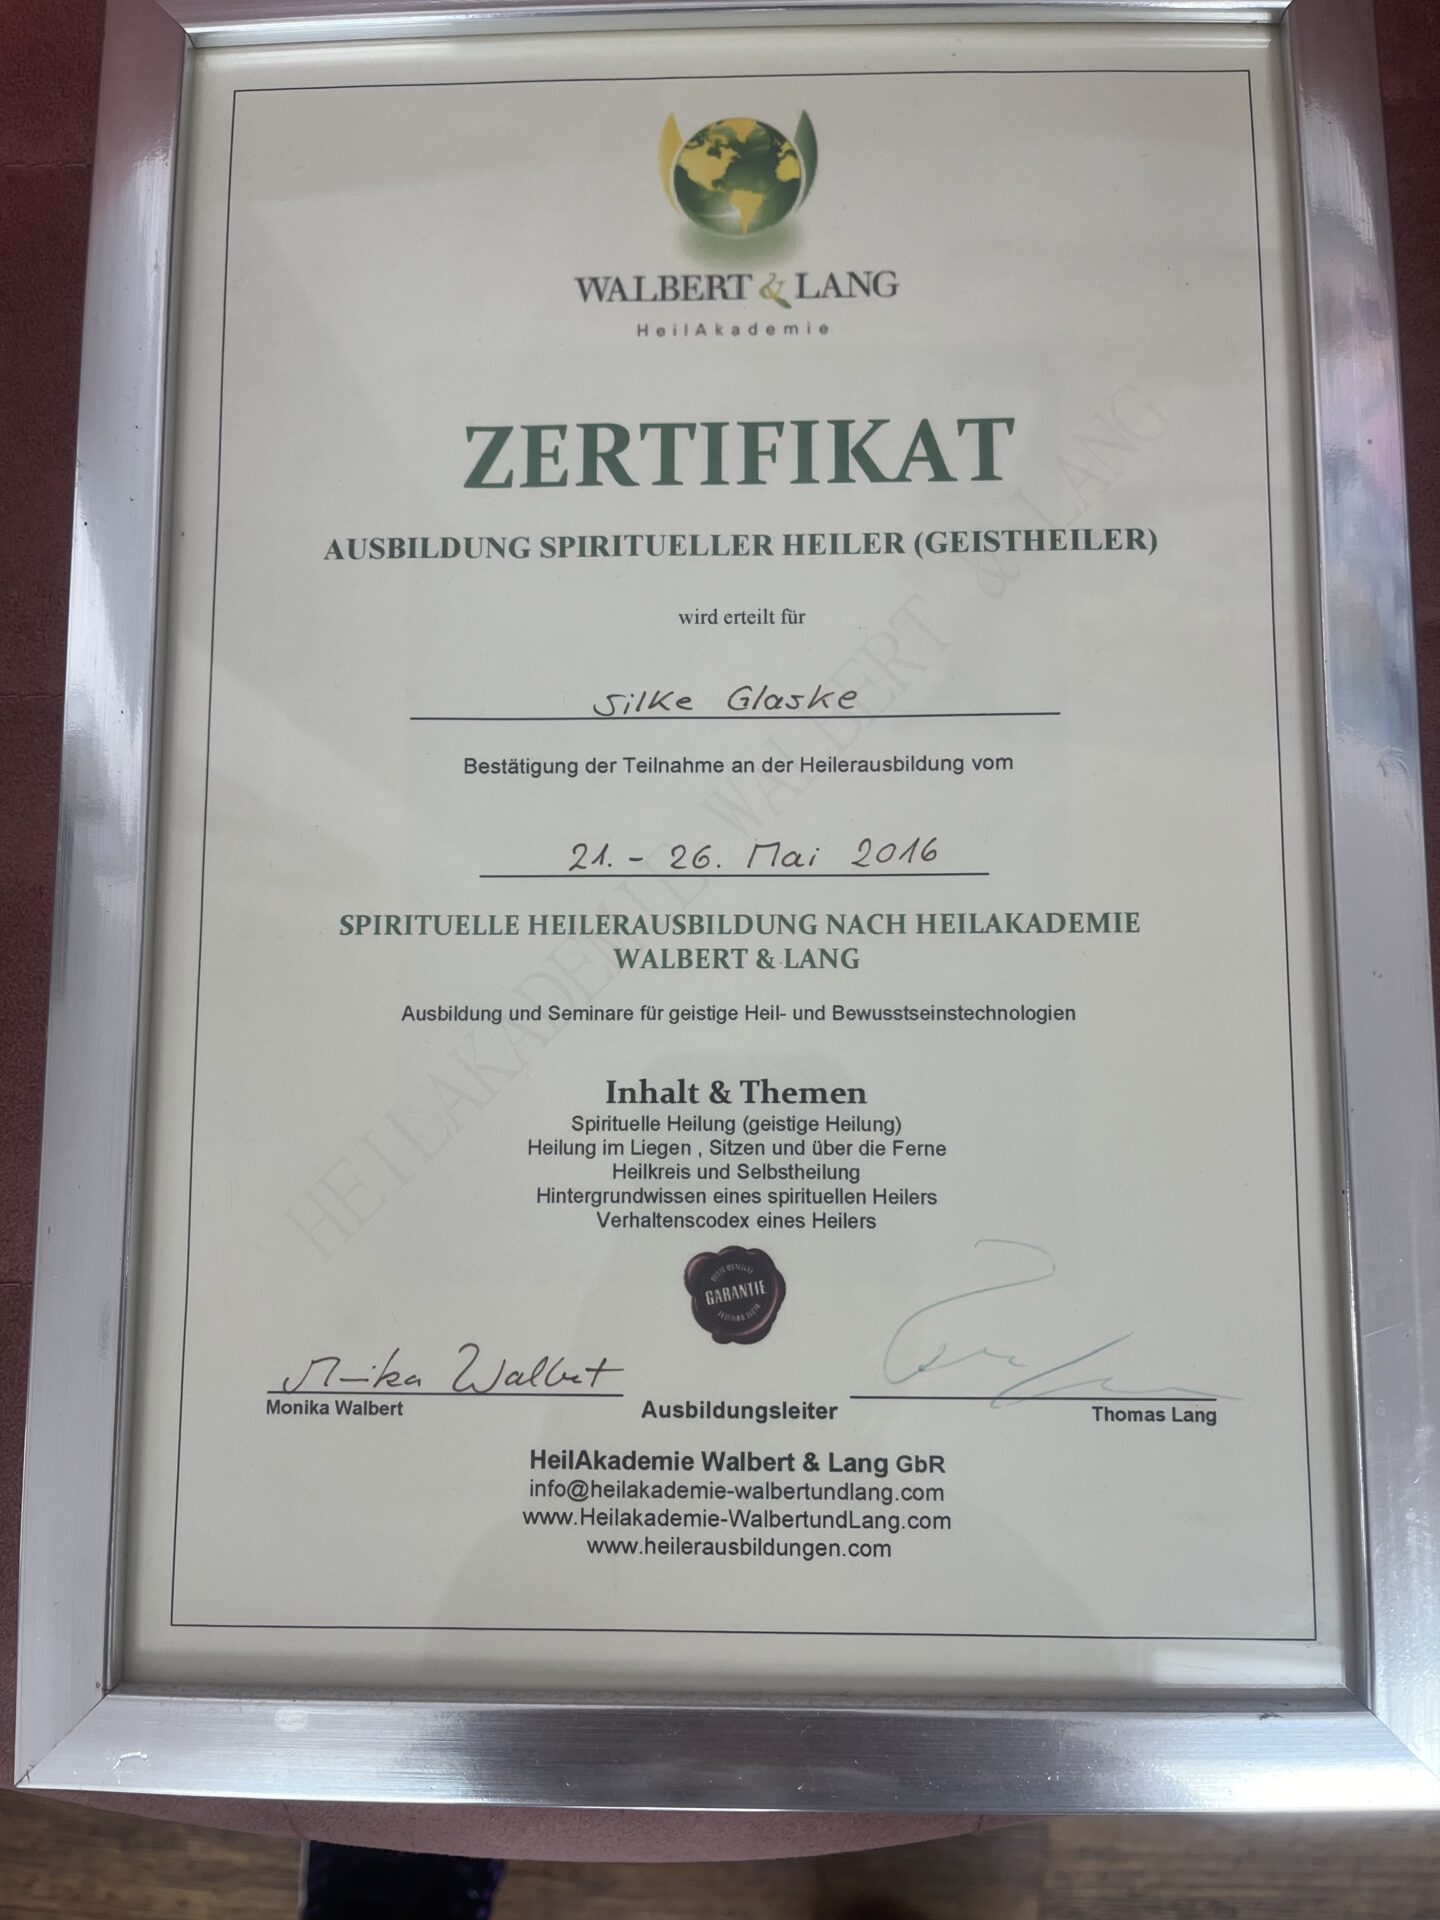 WALBERT & LANG
HeilAkademie
ZERTIFIKAT
AUSBILDUNG SPIRITUELLER HEILER (GEISTHEILER)
wird erteilt für
Silke Glaske
Bestätigung der Teilnahme an der Heilerausbildung vom
21. - 26. Mai 2016
SPIRITUELLE HEILERAUSBILDUNG NACH HEILAKADEMIE
WALBERT & LANG
Ausbildung und Seminare für geistige Heil- und Bewusstseinstechnologien
Inhalt & Themen
Spirituelle Heilung (geistige Heilung)
Heilung im Liegen , Sitzen und über die Ferne
Heilkreis und Selbstheilung
Hintergrundwissen eines spirituellen Heilers
Verhaltenscodex eines Heilers
GARANTIE
Monika Walbert
Monika Walbert
Ausbildungsleiter
Thomas Lang
HeilAkademie Walbert & Lang GbR
info@heilakademie-walbertundlang.com
www.Heilakademie-WalbertundLang.com
www.heilerausbildungen.com
HEILAKADEMIE WALBERT & LANG